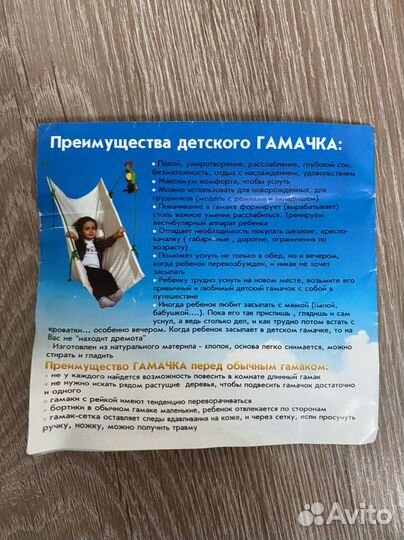 Преимущества детского ГАМАЧКА:
• Покой, умиротворение, расслабление, глубокий сон,
безмятежность, отдых с наслаждением, удовольствием
• Максимум комфорта, чтобы уснуть
• Можно использовать для новорожденных, для
грудничков (модель с ремнями и вкладышем)
• Покачивание в гамаке формирует (вырабатывает)
столь важное умение расслабиться. Тренируем
вестибулярный аппарат ребенка
• Отпадает необходимость покупать шезлонг, кресло-
качалку ( габаритные , дорогие, ограничения по
возрасту)
• Поможет уснуть не только в обед, но и вечером,
когда ребенок перевозбужден, и никак не хочет
засыпать
• Ребенку трудно уснуть на новом месте, возьмите его
привычный и любимый детский гамачок с собой в
путешествие
• Иногда ребенок любит засыпать с мамой (папой,
бабушкой....). Пока его так приспишь , глядишь и сам
уснул, а ведь столько дел, и как трудно потом встать с
кроватки... особенно вечером. Когда ребенок засыпает в детском гамачке, то на
Вас не "находит дремота"
• Изготовлен из натурального материла - хлопок, основа легко снимается, можно
стирать и гладить
Преимущество ГАМАЧКА перед обычным гамаком:
• не у каждого найдется возможность повесить в комнате длинный гамак
• не нужно искать рядом растущие деревья, чтобы подвесить гамачок достаточно
и одного
• гамаки с рейкой имеют тенденцию переворачиваться
• бортики в обычном гамаке маленькие, ребенок отвлекается по сторонам
• гамак-сетка оставляет следы вдавливания на коже, и через сетку, если просунуть
ручку, ножку, можно получить травму
Avito